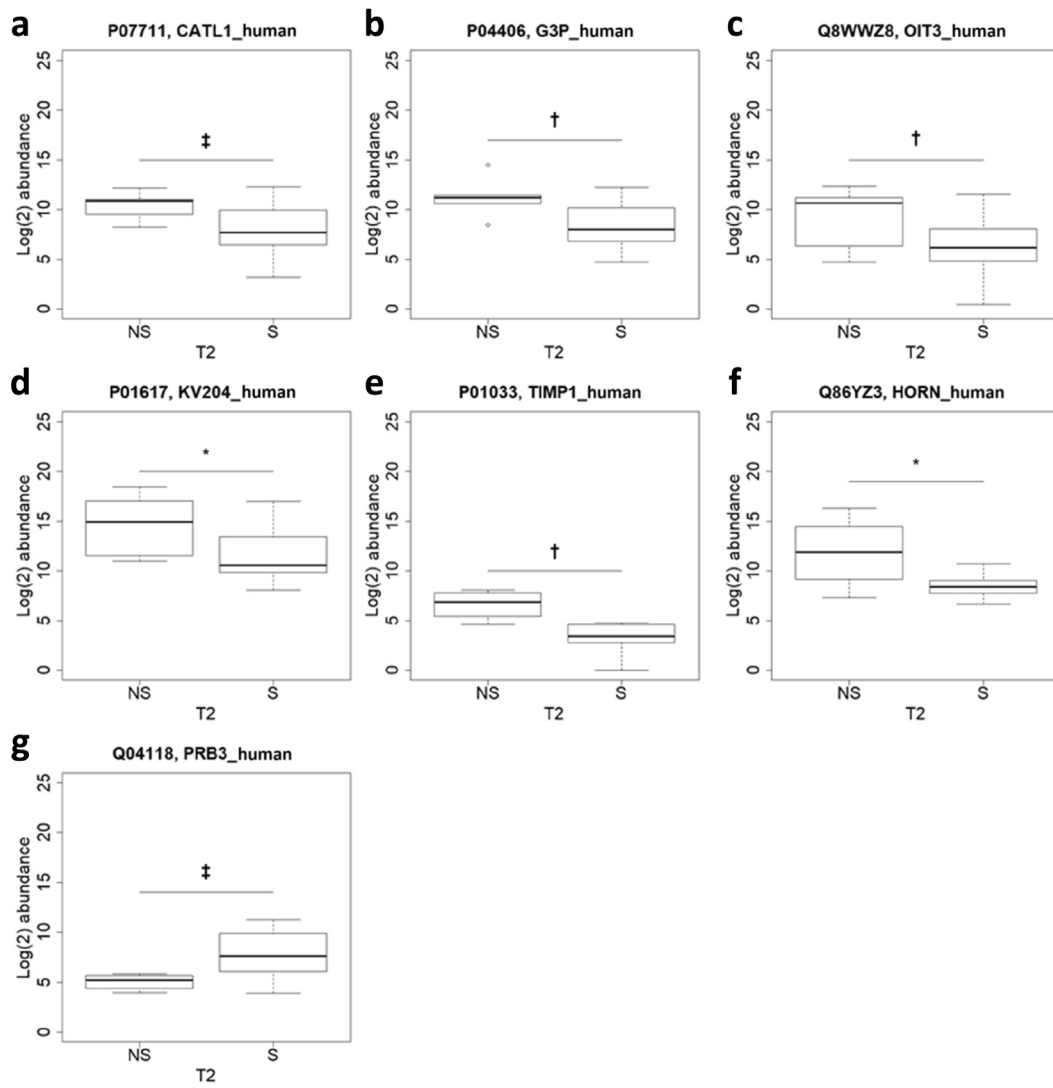 a
P07711, CATL1_human
Log(2) abundance
25
20
15
10
5
0
‡
NS
S
T2
b
P04406, G3P_human
Log(2) abundance
25
20
15
10
5
0
†
NS
S
T2
c
Q8WWZ8, OIT3_human
Log(2) abundance
25
20
15
10
5
0
†
NS
S
T2
d
P01617, KV204_human
Log(2) abundance
25
20
15
10
5
0
*
NS
S
T2
e
P01033, TIMP1_human
Log(2) abundance
25
20
15
10
5
0
†
NS
S
T2
f
Q86YZ3, HORN_human
Log(2) abundance
25
20
15
10
5
0
*
NS
S
T2
g
Q04118, PRB3_human
Log(2) abundance
25
20
15
10
5
0
‡
NS
S
T2